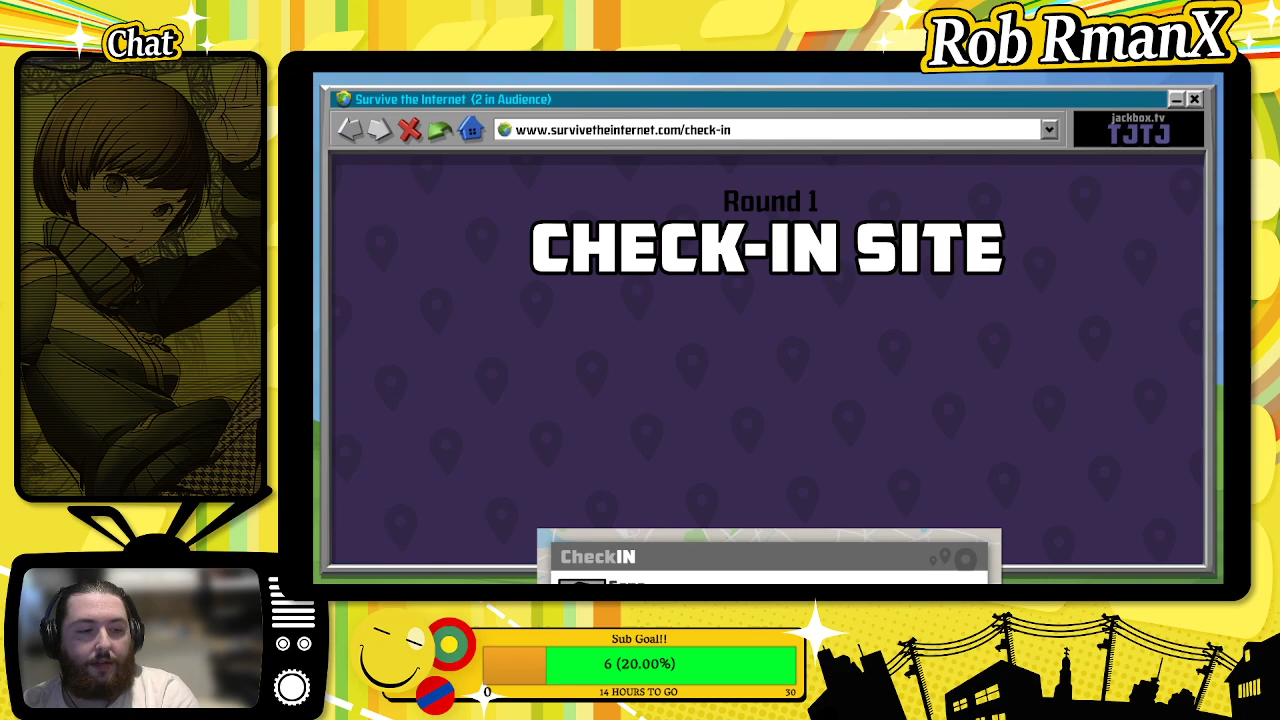 Chat
Rob RmanX
Survive the Internet (2 in Audience)
www.survivetheinternet.com/check-in
jackbox.tv
TJTJ
Round 1
CHECK-IN SITE
CheckIN
Sub Goal!!
6 (20.00%)
0
14 HOURS TO GO
30